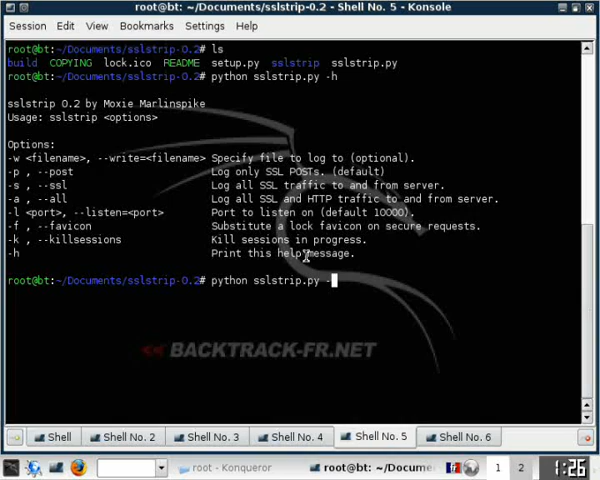 root@bt: ~/Documents/sslstrip-0.2 - Shell No. 5 - Konsole
Session Edit View Bookmarks Settings Help
root@bt:~/Documents/sslstrip-0.2# ls
build COPYING lock.ico README setup.py sslstrip sslstrip.py
root@bt:~/Documents/sslstrip-0.2# python sslstrip.py -h
sslstrip 0.2 by Moxie Marlinspike
Usage: sslstrip <options>
Options:
-w <filename>, --write=<filename> Specify file to log to (optional).
-p , --post Log only SSL POSTs. (default)
-s , --ssl Log all SSL traffic to and from server.
-a , --all Log all SSL and HTTP traffic to and from server.
-l <port>, --listen=<port> Port to listen on (default 10000).
-f , --favicon Substitute a lock favicon on secure requests.
-k , --killsessions Kill sessions in progress.
-h Print this help message.
root@bt:~/Documents/sslstrip-0.2# python sslstrip.py -
<< BACKTRACK-FR.NET
Shell Shell No. 2 Shell No. 3 Shell No. 4 Shell No. 5 Shell No. 6
root - Konqueror root@bt: ~/Docume 1 2 1:26